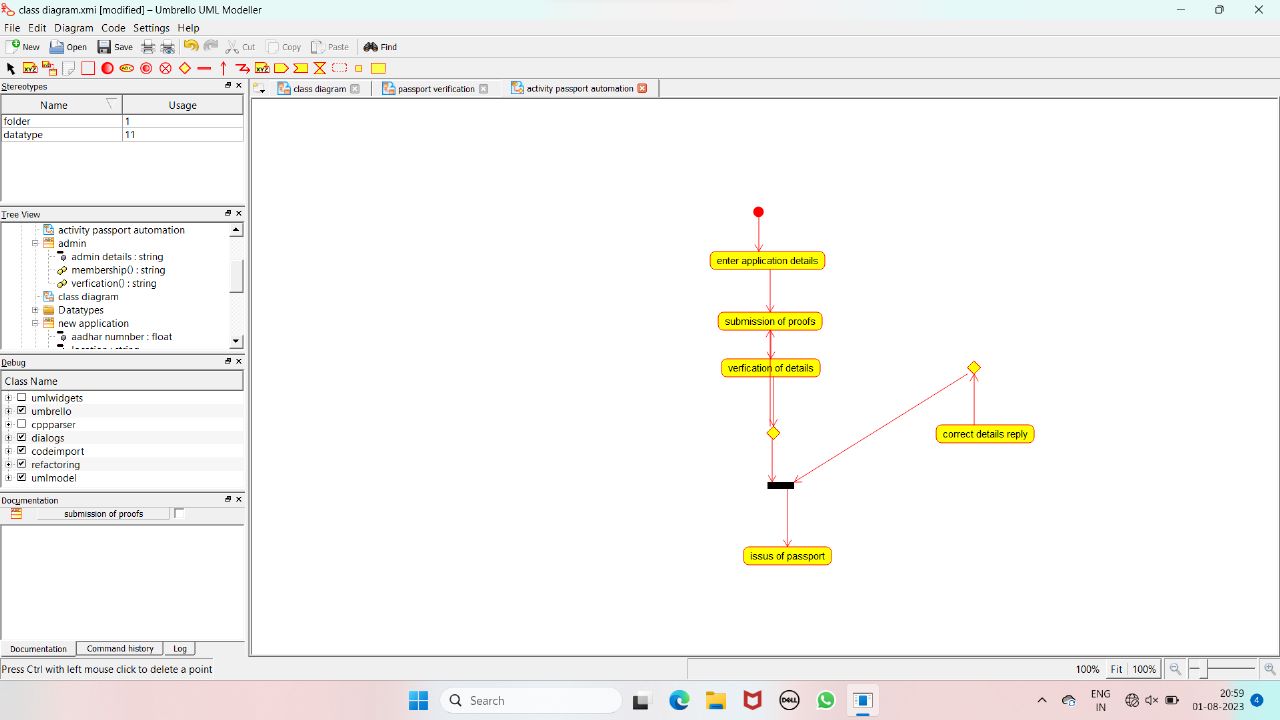 class diagram.xmi [modified] – Umbrello UML Modeller
File Edit Diagram Code Settings Help
New Open Save Cut Copy Paste Find
Stereotypes
class diagram passport verification activity passport automation
Name Usage
folder 1
datatype 11
Tree View
activity passport automation
admin
admin details : string
membership() : string
verfication() : string
class diagram
Datatypes
new application
aadhar numnber : float
Debug
Class Name
umlwidgets
umbrello
cppparser
dialogs
codeimport
refactoring
umlmodel
Documentation
submission of proofs
enter application details
submission of proofs
verfication of details
correct details reply
issus of passport
Documentation Command history Log
Press Ctrl with left mouse click to delete a point
100% Fit 100%
Search
DELL
ENG
IN
20:59
01-08-2023
4